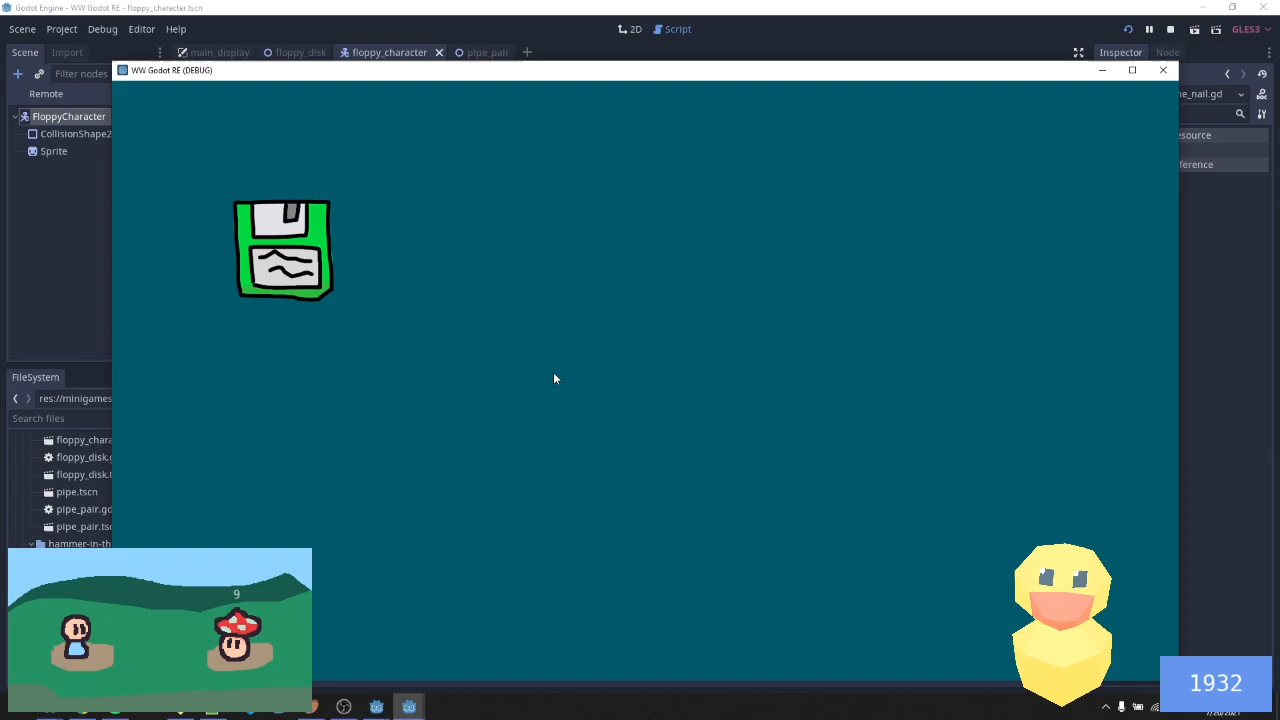 Godot Engine - WW Godot RE - floppy_character.tscn
Scene Project Debug Editor Help
2D Script
GLES3
Scene Import
main_display floppy_disk floppy_character pipe_pair
Inspector Node
Filter nodes
WW Godot RE (DEBUG)
Remote
ne_nail.gd
FloppyCharacter
CollisionShape2
esource
Sprite
ference
FileSystem
res://minigames
Search files
floppy_chara
floppy_disk.g
floppy_disk.t
pipe.tscn
pipe_pair.gd
pipe_pair.tsc
hammer-in-th
9
1932